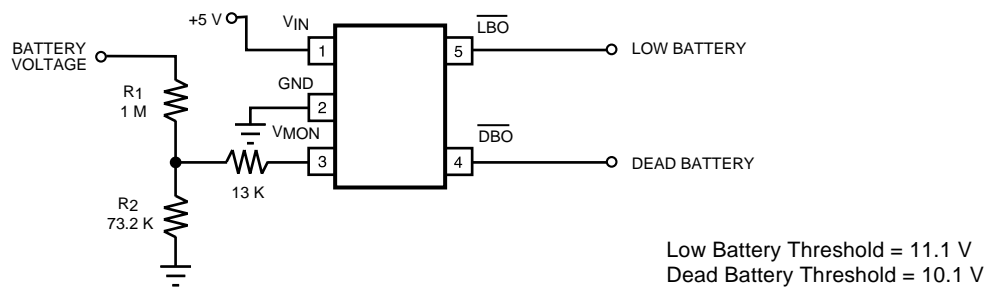 +5 V
VIN
LBO
BATTERY
VOLTAGE
1
5
LOW BATTERY
R1
1 M
GND
2
VMON
DBO
3
4
DEAD BATTERY
13 K
R2
73.2 K
Low Battery Threshold = 11.1 V
Dead Battery Threshold = 10.1 V